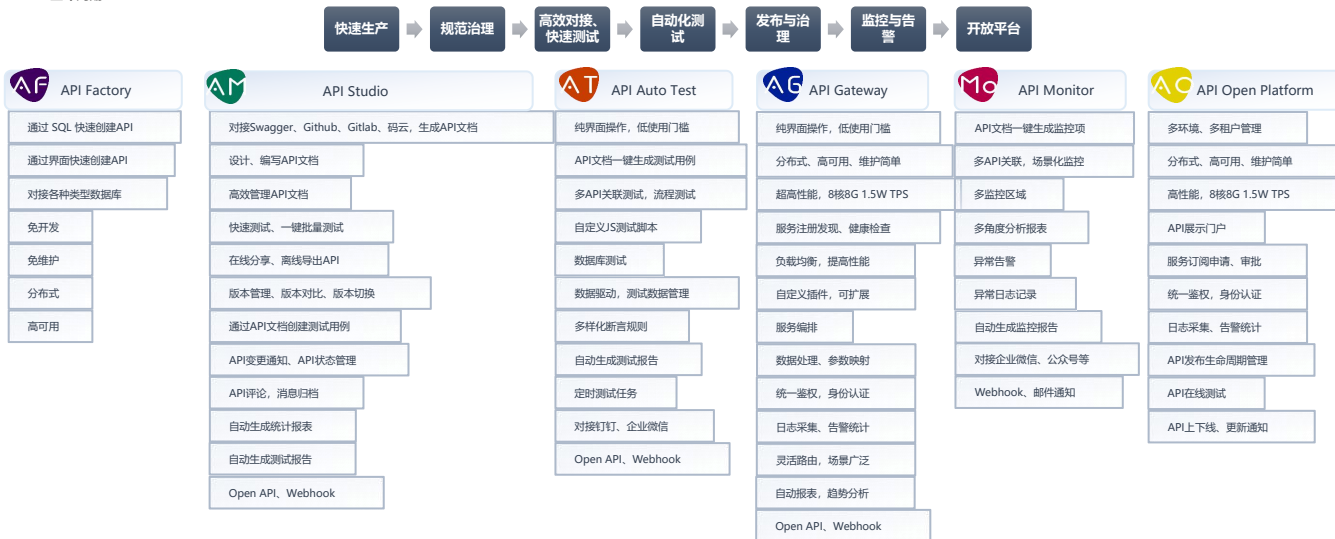 快速生产
规范治理
高效对接、
快速测试
自动化测
试
发布与治
理
监控与告
警
开放平台
AF
API Factory
通过 SQL 快速创建API
通过界面快速创建API
对接各种类型数据库
免开发
免维护
分布式
高可用
AM
API Studio
对接Swagger、Github、Gitlab、码云，生成API文档
设计、编写API文档
高效管理API文档
快速测试、一键批量测试
在线分享、离线导出API
版本管理、版本对比、版本切换
通过API文档创建测试用例
API变更通知、API状态管理
API评论，消息归档
自动生成统计报表
自动生成测试报告
Open API、Webhook
AT
API Auto Test
纯界面操作，低使用门槛
API文档一键生成测试用例
多API关联测试，流程测试
自定义JS测试脚本
数据库测试
数据驱动，测试数据管理
多样化断言规则
自动生成测试报告
定时测试任务
对接钉钉、企业微信
Open API、Webhook
AG
API Gateway
纯界面操作，低使用门槛
分布式、高可用、维护简单
超高性能，8核8G 1.5W TPS
服务注册发现、健康检查
负载均衡，提高性能
自定义插件，可扩展
服务编排
数据处理、参数映射
统一鉴权，身份认证
日志采集、告警统计
灵活路由，场景广泛
自动报表，趋势分析
Open API、Webhook
Mo
API Monitor
API文档一键生成监控项
多API关联，场景化监控
多监控区域
多角度分析报表
异常告警
异常日志记录
自动生成监控报告
对接企业微信、公众号等
Webhook、邮件通知
AO
API Open Platform
多环境、多租户管理
分布式、高可用、维护简单
高性能，8核8G 1.5W TPS
API展示门户
服务订阅申请、审批
统一鉴权，身份认证
日志采集、告警统计
API发布生命周期管理
API在线测试
API上下线、更新通知